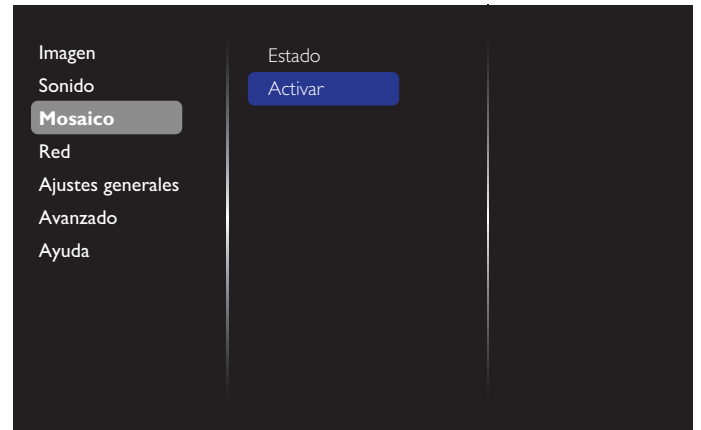 Imagen
Sonido
Mosaico
Red
Ajustes generales
Avanzado
Ayuda
Estado
Activar